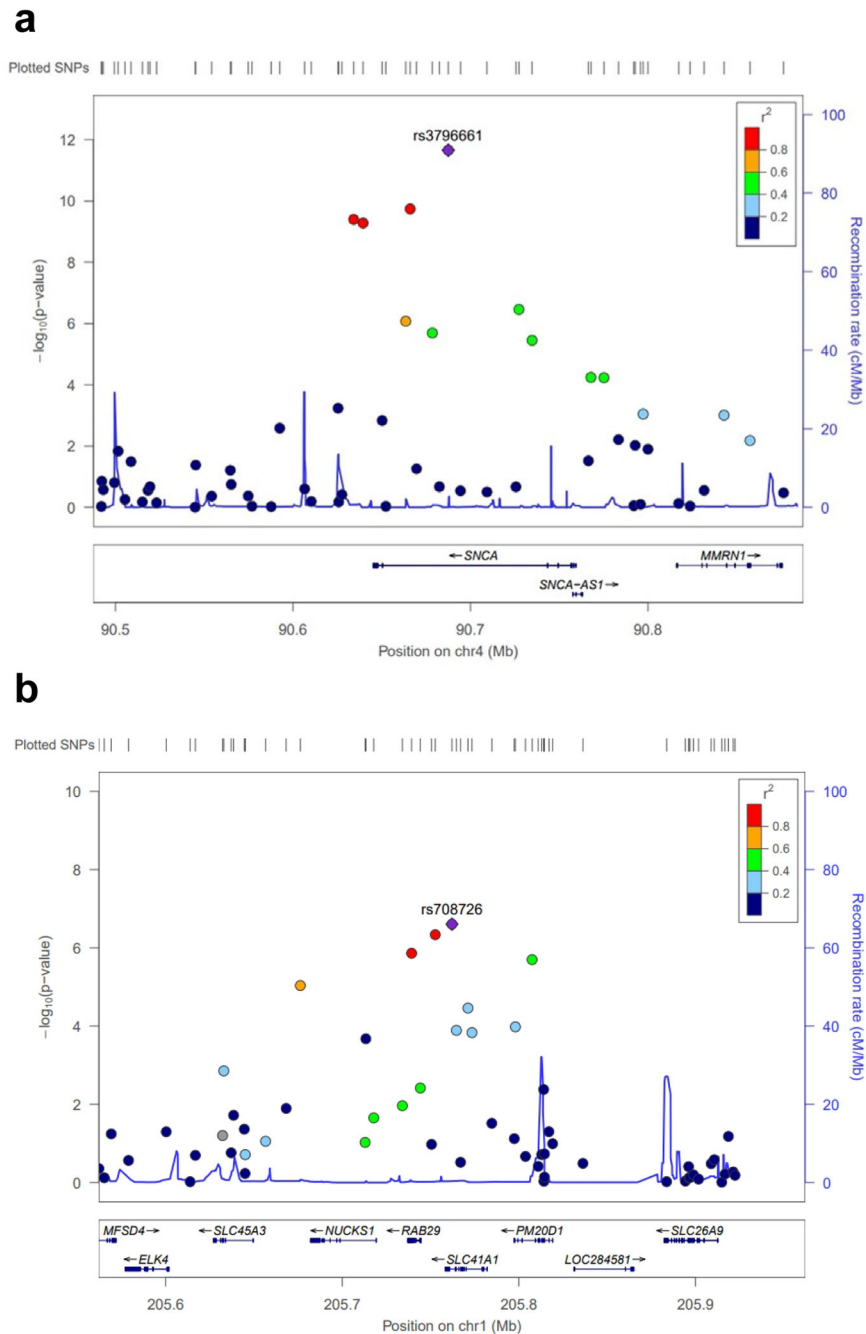 a
Plotted SNPs
rs3796661
r2
0.8
0.6
0.4
0.2
12
10
8
6
4
2
0
−log10(p−value)
100
80
60
40
20
0
Recombination rate (cM/Mb)
←SNCA
MMRN1→
SNCA−AS1→
90.5 90.6 90.7 90.8
Position on chr4 (Mb)
b
Plotted SNPs
rs708726
r2
0.8
0.6
0.4
0.2
10
8
6
4
2
0
−log10(p−value)
100
80
60
40
20
0
Recombination rate (cM/Mb)
MFSD4→ ←SLC45A3 ←NUCKS1 ←RAB29 ←PM20D1 ←SLC26A9
←ELK4 ←SLC41A1 LOC284581→
205.6 205.7 205.8 205.9
Position on chr1 (Mb)